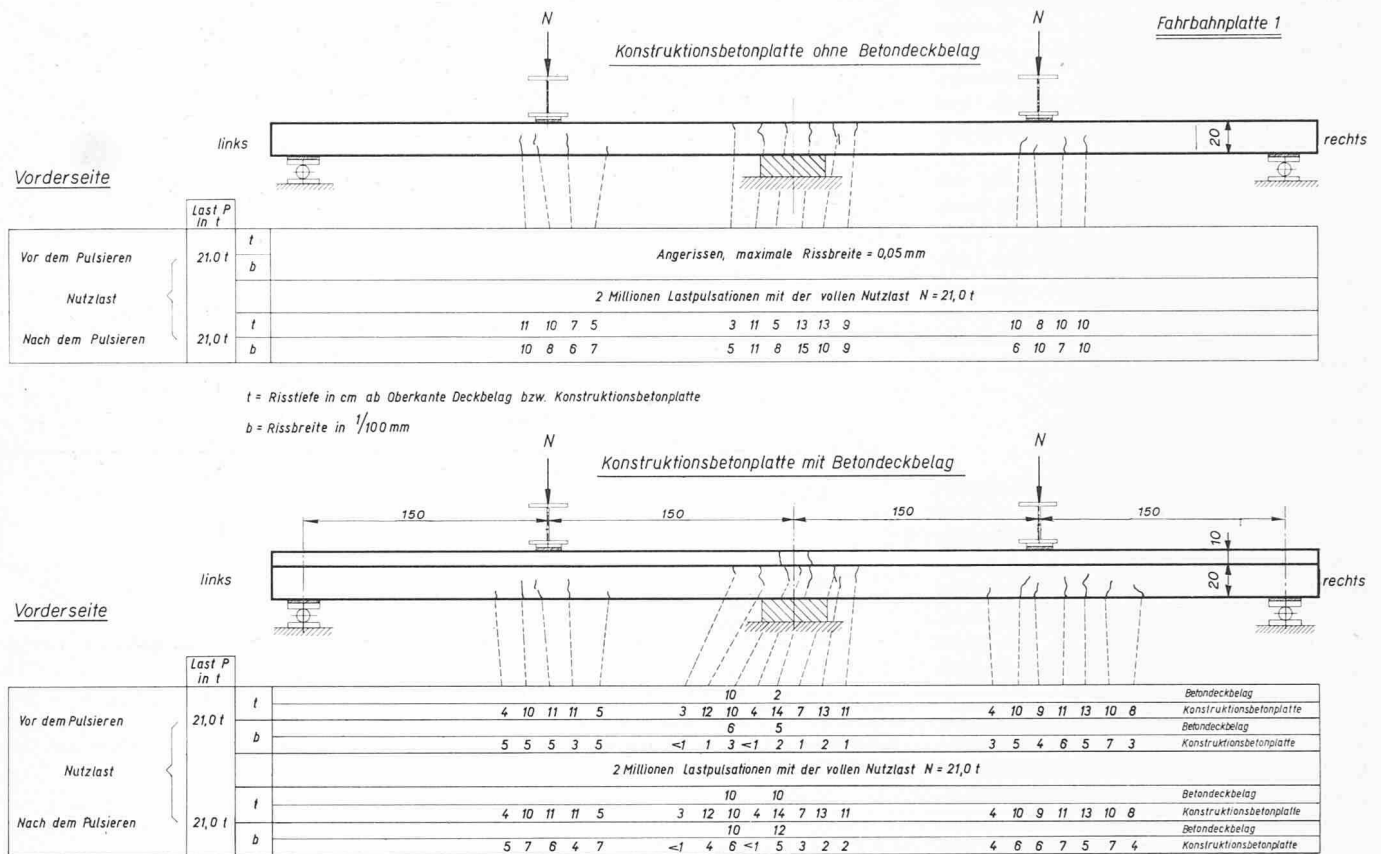 N N Fahrbahnplatte 1
Konstruktionsbetonplatte ohne Betondeckbelag
links 20 rechts
Vorderseite
Last P
in t
Vor dem Pulsieren 21.0 t t
b
Angerissen, maximale Rissbreite = 0,05 mm
Nutzlast 2 Millionen Lastpulsationen mit der vollen Nutzlast N = 21,0 t
Nach dem Pulsieren 21,0 t
t 11 10 7 5 3 11 5 13 13 9 10 8 10 10
b 10 8 6 7 5 11 8 15 10 9 6 10 7 10
t = Risstiefe in cm ab Oberkante Deckbelag bzw. Konstruktionsbetonplatte
b = Rissbreite in 1/100 mm
N N
Konstruktionsbetonplatte mit Betondeckbelag
150 150 150 150
10
links 20 rechts
Vorderseite
Last P
in t
Vor dem Pulsieren 21,0 t
t 10 2 Betondeckbelag
4 10 11 11 5 3 12 10 4 14 7 13 11 4 10 9 11 13 10 8 Konstruktionsbetonplatte
b 6 5 Betondeckbelag
5 5 5 3 5 <1 1 3 <1 2 1 2 1 3 5 4 6 5 7 3 Konstruktionsbetonplatte
Nutzlast 2 Millionen Lastpulsationen mit der vollen Nutzlast N = 21,0 t
Nach dem Pulsieren 21,0 t
t 10 10 Betondeckbelag
4 10 11 11 5 3 12 10 4 14 7 13 11 4 10 9 11 13 10 8 Konstruktionsbetonplatte
b 10 12 Betondeckbelag
5 7 6 4 7 <1 4 6 <1 5 3 2 2 4 6 6 7 5 7 4 Konstruktionsbetonplatte